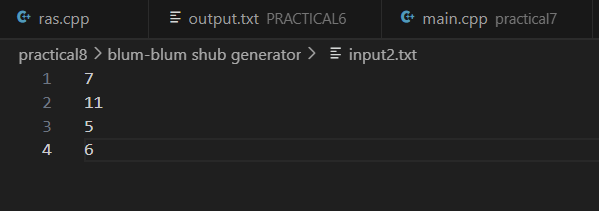 ras.cpp output.txt PRACTICAL6 main.cpp practical7
practical8 > blum-blum shub generator > input2.txt
1 7
2 11
3 5
4 6